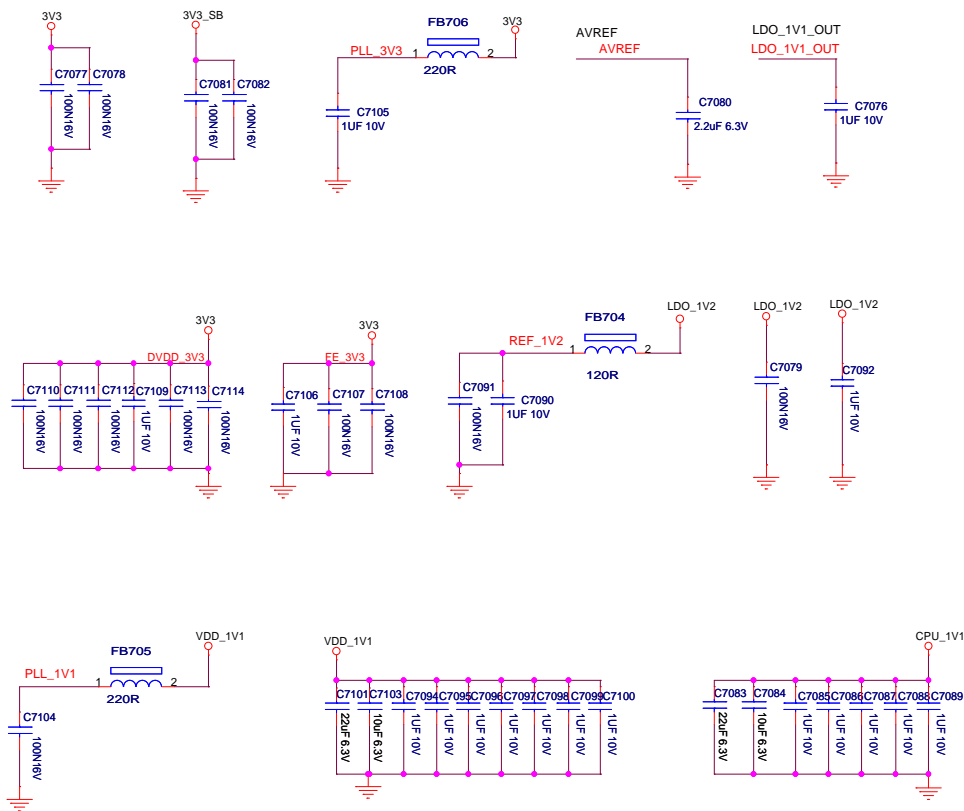 3V3
C7077
C7078
100N16V
100N16V
3V3_SB
C7081
C7082
100N16V
100N16V
FB706
3V3
PLL_3V3
1
2
220R
C7105
1UF 10V
AVREF
AVREF
C7080
2.2uF 6.3V
LDO_1V1_OUT
LDO_1V1_OUT
C7076
1UF 10V
3V3
DVDD_3V3
C7110
C7111
C7112
C7109
C7113
C7114
100N16V
100N16V
100N16V
1UF 10V
100N16V
100N16V
3V3
FE_3V3
C7106
C7107
C7108
1UF 10V
100N16V
100N16V
FB704
LDO_1V2
REF_1V2
1
2
120R
C7091
100N16V
C7090
1UF 10V
LDO_1V2
C7079
100N16V
LDO_1V2
C7092
1UF 10V
FB705
VDD_1V1
PLL_1V1
1
2
220R
C7104
100N16V
VDD_1V1
C7101
C7103
C7094
C7095
C7096
C7097
C7098
C7099
C7100
22uF 6.3V
10uF 6.3V
1UF 10V
1UF 10V
1UF 10V
1UF 10V
1UF 10V
1UF 10V
1UF 10V
CPU_1V1
C7083
C7084
C7085
C7086
C7087
C7088
C7089
22uF 6.3V
10uF 6.3V
1UF 10V
1UF 10V
1UF 10V
1UF 10V
1UF 10V